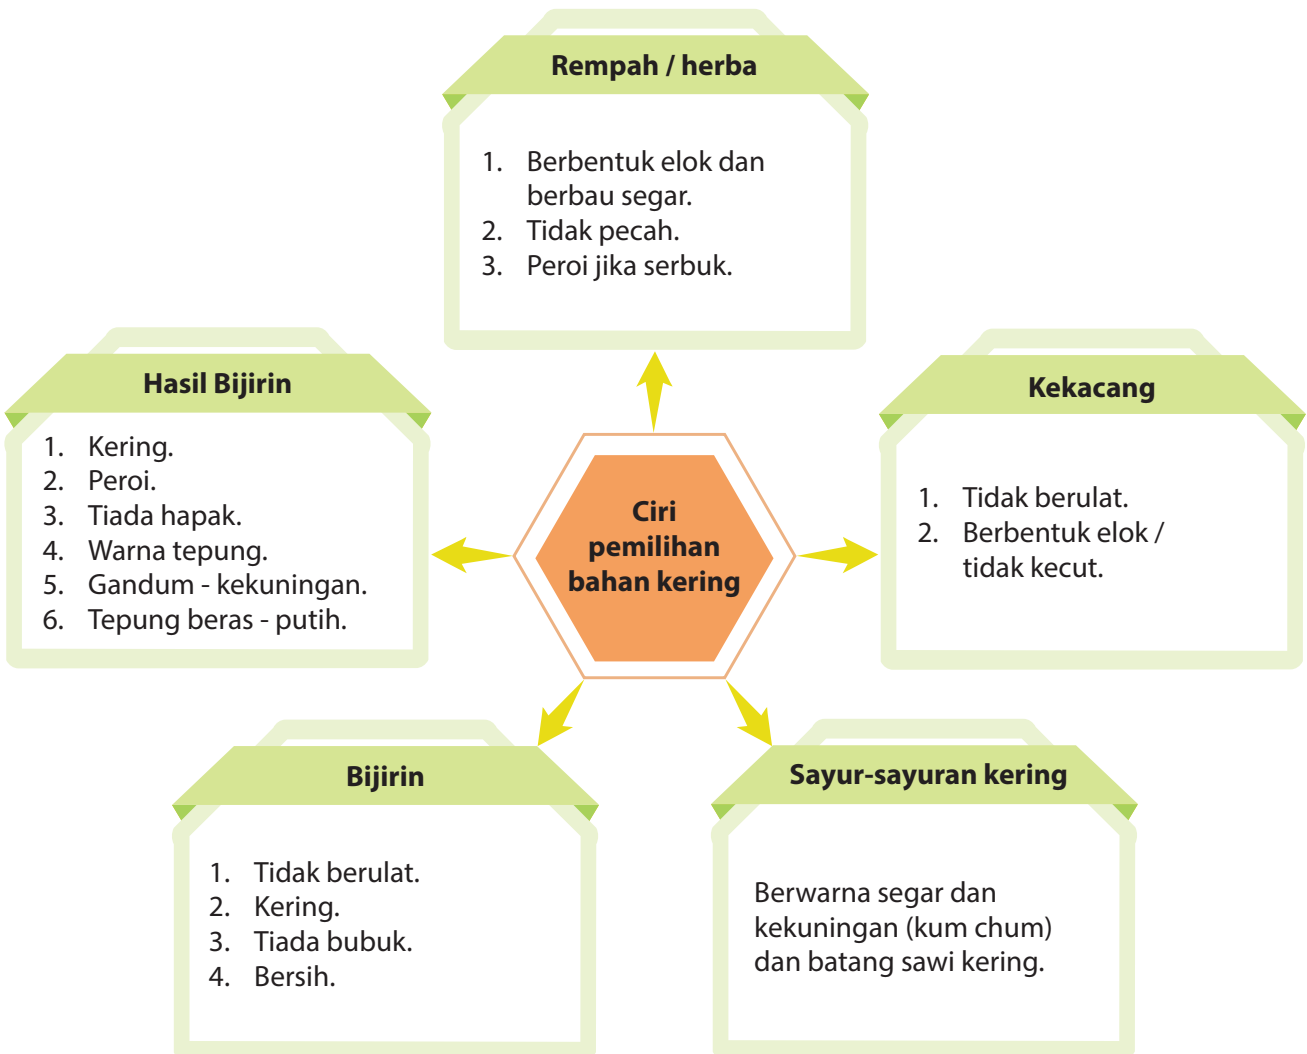 Rempah / herba
1. Berbentuk elok dan
berbau segar.
2. Tidak pecah.
3. Peroi jika serbuk.
Hasil Bijirin
1. Kering.
2. Peroi.
3. Tiada hapak.
4. Warna tepung.
5. Gandum - kekuningan.
6. Tepung beras - putih.
Ciri
pemilihan
bahan kering
Kekacang
1. Tidak berulat.
2. Berbentuk elok /
tidak kecut.
Bijirin
1. Tidak berulat.
2. Kering.
3. Tiada bubuk.
4. Bersih.
Sayur-sayuran kering
Berwarna segar dan
kekuningan (kum chum)
dan batang sawi kering.